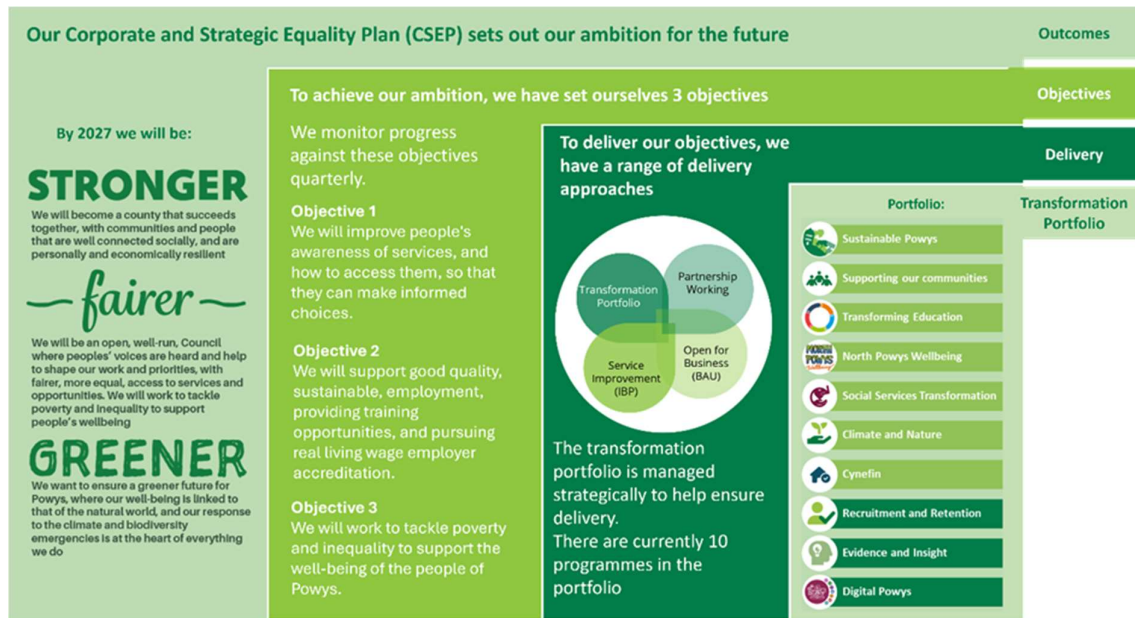 Our Corporate and Strategic Equality Plan (CSEP) sets out our ambition for the future
Outcomes
To achieve our ambition, we have set ourselves 3 objectives
Objectives
By 2027 we will be:
STRONGER
We will become a county that succeeds
together, with communities and people
that are well connected socially, and are
personally and economically resilient
fairer
We will be an open, well-run, Council
where peoples' voices are heard and help
to shape our work and priorities, with
fairer, more equal, access to services and
opportunities. We will work to tackle
poverty and inequality to support
people's wellbeing
GREENER
We want to ensure a greener future for
Powys, where our well-being is linked to
that of the natural world, and our response
to the climate and biodiversity
emergencies is at the heart of everything
we do
We monitor progress
against these objectives
quarterly.
Objective 1
We will improve people's
awareness of services, and
how to access them, so that
they can make informed
choices.
Objective 2
We will support good quality,
sustainable, employment,
providing training
opportunities, and pursuing
real living wage employer
accreditation.
Objective 3
We will work to tackle poverty
and inequality to support the
well-being of the people of
Powys.
To deliver our objectives, we
have a range of delivery
approaches
Delivery
Transformation
Portfolio
Partnership
Working
Service
Improvement
(IBP)
Open for
Business
(BAU)
The transformation
portfolio is managed
strategically to help ensure
delivery.
There are currently 10
programmes in the
portfolio
Transformation
Portfolio
Portfolio:
Sustainable Powys
Supporting our communities
Transforming Education
North Powys Wellbeing
Social Services Transformation
Climate and Nature
Cynefin
Recruitment and Retention
Evidence and Insight
Digital Powys